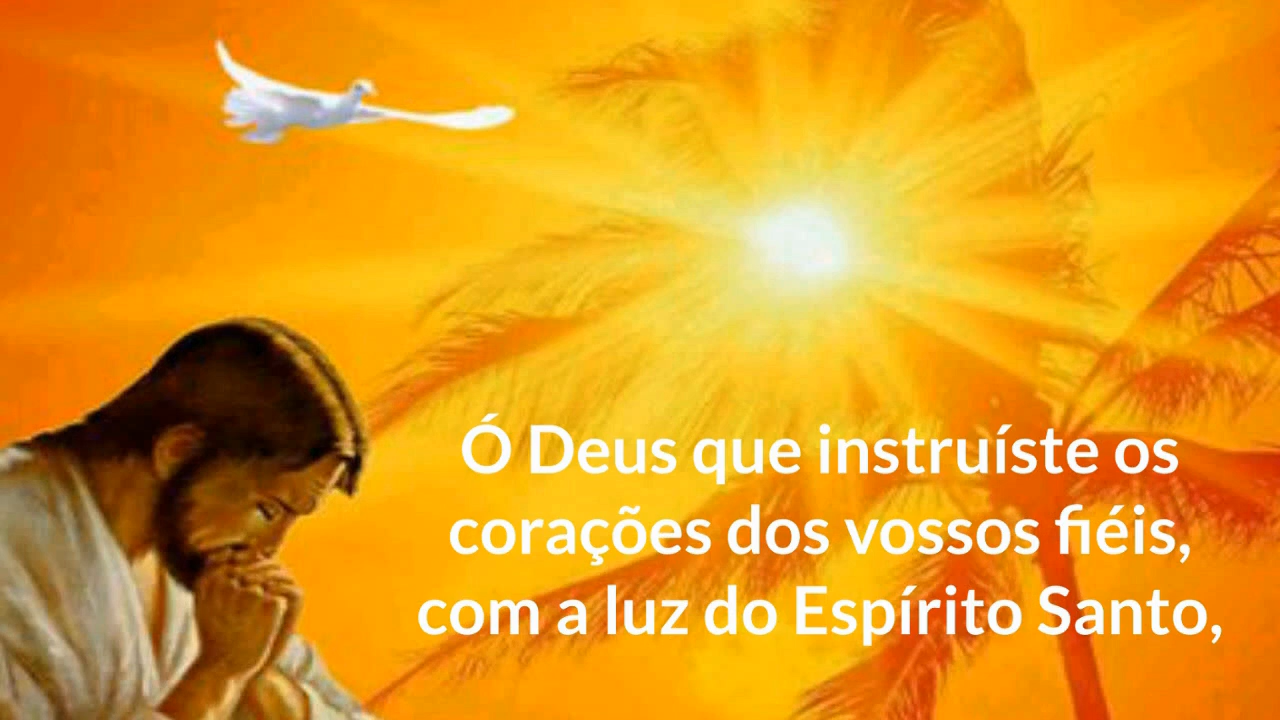 Ó Deus que instruíste os
corações dos vossos fiéis,
com a luz do Espírito Santo,